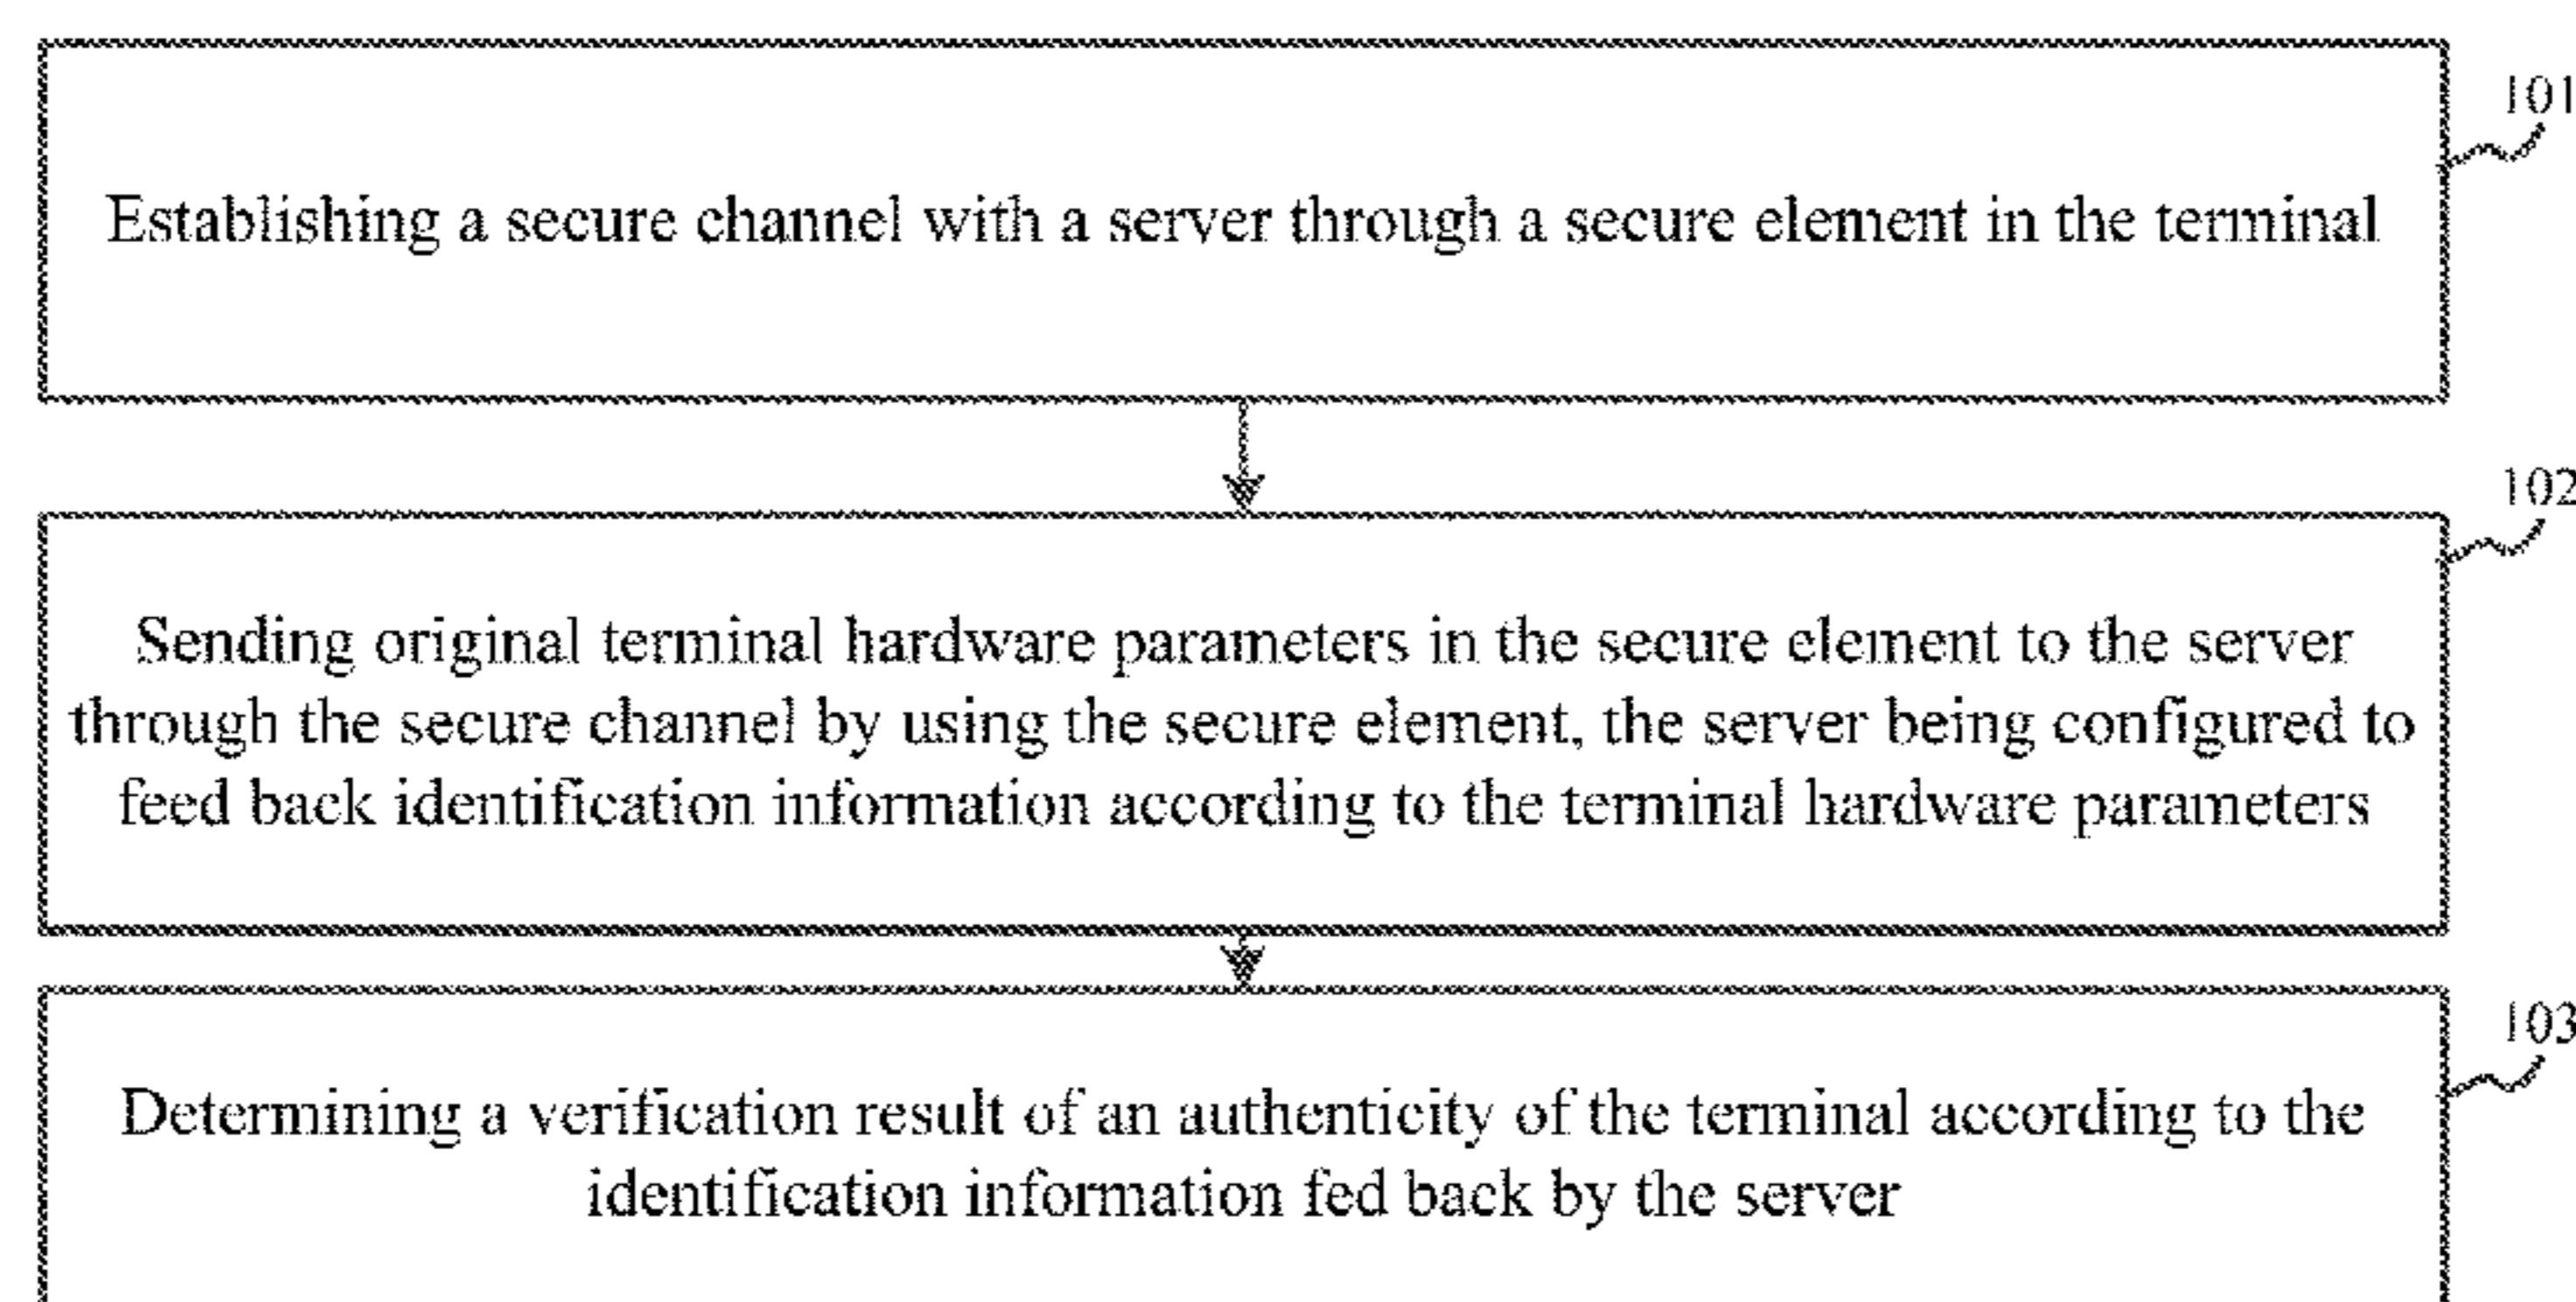 101
Establishing a secure channel with a server through a secure element in the terminal
102
Sending original terminal hardware parameters in the secure element to the server
through the secure channel by using the secure element, the server being configured to
feed back identification information according to the terminal hardware parameters
103
Determining a verification result of an authenticity of the terminal according to the
identification information fed back by the server